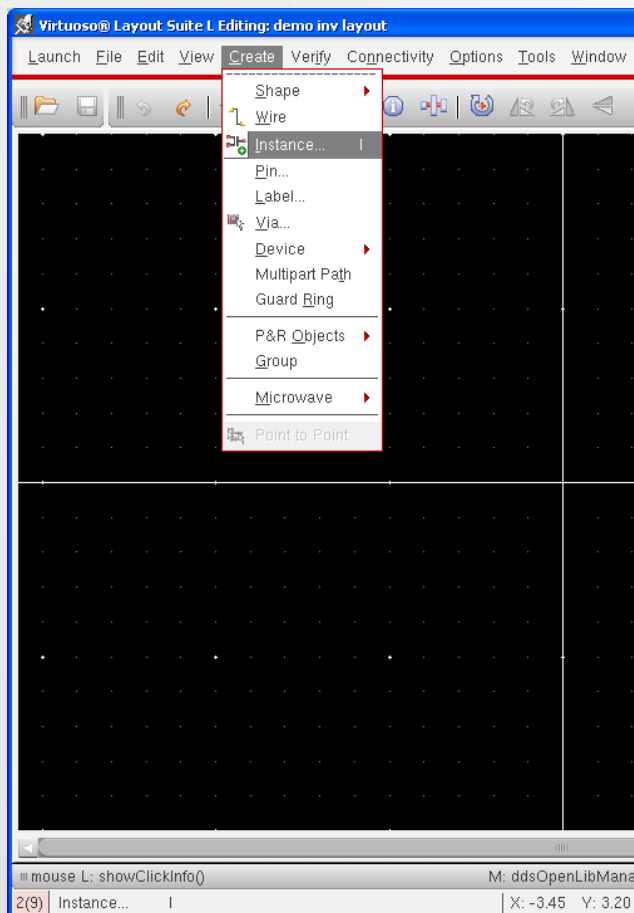 Virtuoso® Layout Suite L Editing: demo inv layout
Launch File Edit View Create Verify Connectivity Options Tools Window
Shape
Wire
Instance... I
Pin...
Label...
Via...
Device
Multipart Path
Guard Ring
P&R Objects
Group
Microwave
Point to Point
mouse L: showClickInfo() M: ddsOpenLibMana
2(9) Instance... I X: -3.45 Y: 3.20